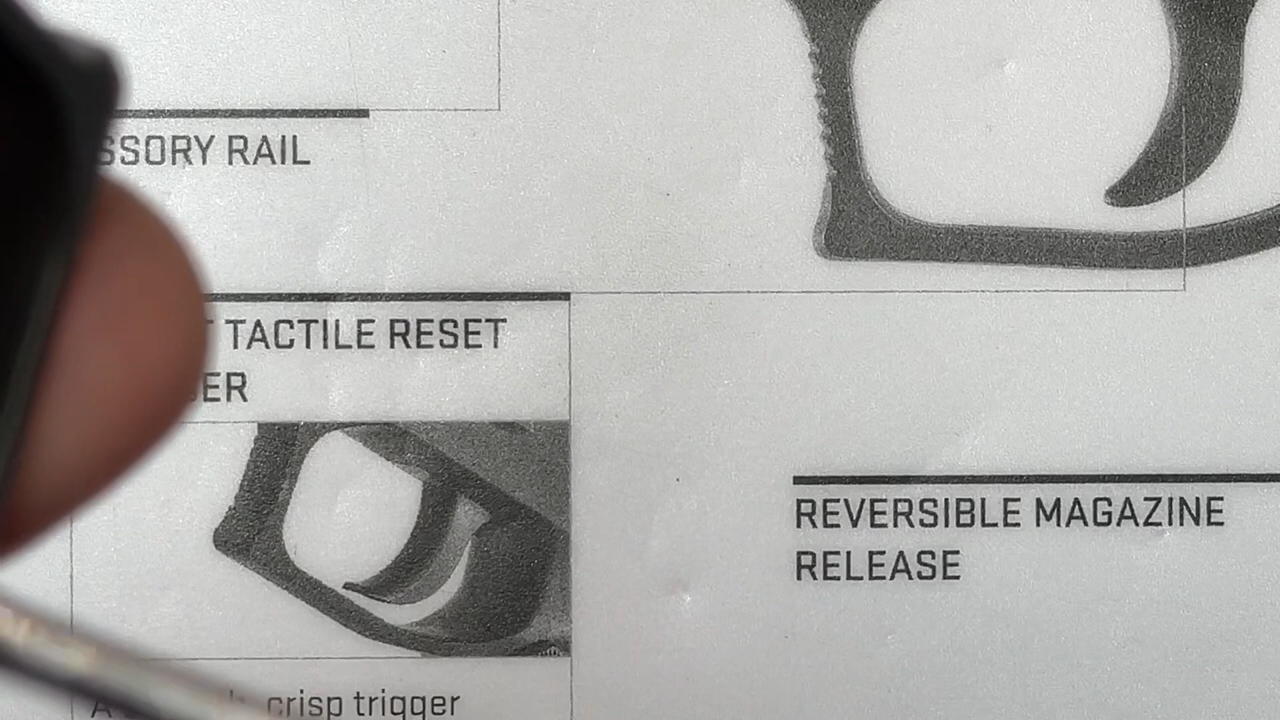 SSORY RAIL
TACTILE RESET
ER
REVERSIBLE MAGAZINE
RELEASE
A crisp trigger